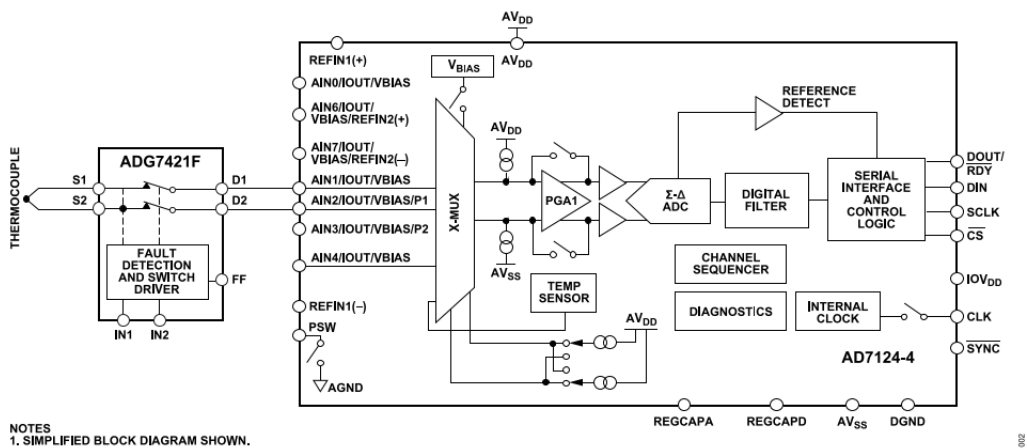 AVDD
REFIN1(+)
AVDD
VBIAS
AIN0/IOUT/VBIAS
REFERENCE
DETECT
AIN6/IOUT/
VBIAS/REFIN2(+)
AVDD
AIN7/IOUT/
VBIAS/REFIN2(–)
ADG7421F
DOUT/
RDY
THERMOCOUPLE
S1
D1
AIN1/IOUT/VBIAS
S2
D2
AIN2/IOUT/VBIAS/P1
X-MUX
PGA1
Σ-Δ
ADC
DIGITAL
FILTER
SERIAL
INTERFACE
AND
CONTROL
LOGIC
DIN
SCLK
CS
AIN3/IOUT/VBIAS/P2
FAULT
DETECTION
AND SWITCH
DRIVER
FF
AIN4/IOUT/VBIAS
AVSS
CHANNEL
SEQUENCER
IOVDD
TEMP
SENSOR
REFIN1(–)
DIAGNOSTICS
INTERNAL
CLOCK
CLK
IN1
IN2
PSW
AVDD
SYNC
AD7124-4
AGND
REGCAPA
REGCAPD
AVSS
DGND
NOTES
1. SIMPLIFIED BLOCK DIAGRAM SHOWN.
002